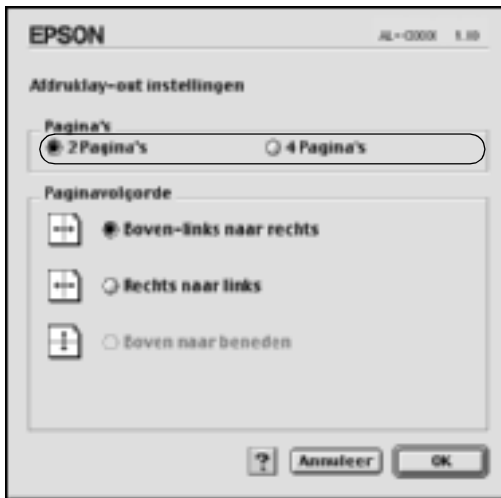 EPSON AL-C000X 1.10
Afdruklay-out instellingen
Pagina's
2 Pagina's 4 Pagina's
Paginavolgorde
Boven-links naar rechts
Rechts naar links
Boven naar beneden
? Annuleer OK